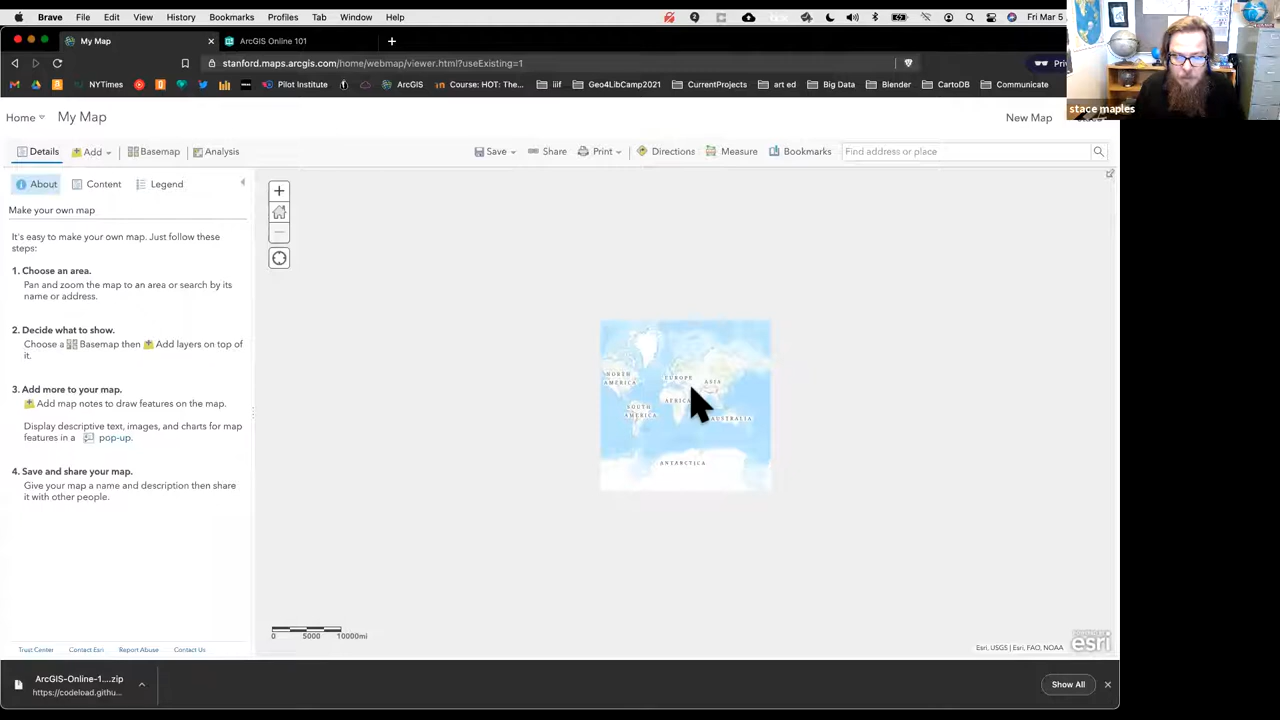 Brave File Edit View History Bookmarks Profiles Tab Window Help Fri Mar 5
My Map ArcGIS Online 101
stanford.maps.arcgis.com/home/webmap/viewer.html?useExisting=1
NYTimes Pilot Institute ArcGIS Course: HOT: The... iiif Geo4LibCamp2021 CurrentProjects art ed Big Data Blender CartoDB Communicate
stace maples
Home My Map New Map
Details Add Basemap Analysis Save Share Print Directions Measure Bookmarks Find address or place
About Content Legend
Make your own map
It's easy to make your own map. Just follow these
steps:
1. Choose an area.
Pan and zoom the map to an area or search by its
name or address.
2. Decide what to show.
Choose a Basemap then Add layers on top of
it.
3. Add more to your map.
Add map notes to draw features on the map.
Display descriptive text, images, and charts for map
features in a pop-up.
4. Save and share your map.
Give your map a name and description then share
it with other people.
NORTH
AMERICA
EUROPE
ASIA
AFRICA
SOUTH
AMERICA
AUSTRALIA
ANTARCTICA
0 5000 10000mi
Esri, USGS | Esri, FAO, NOAA
POWERED BY
esri
Trust Center Contact Esri Report Abuse Contact Us
ArcGIS-Online-1....zip
https://codeload.githu...
Show All